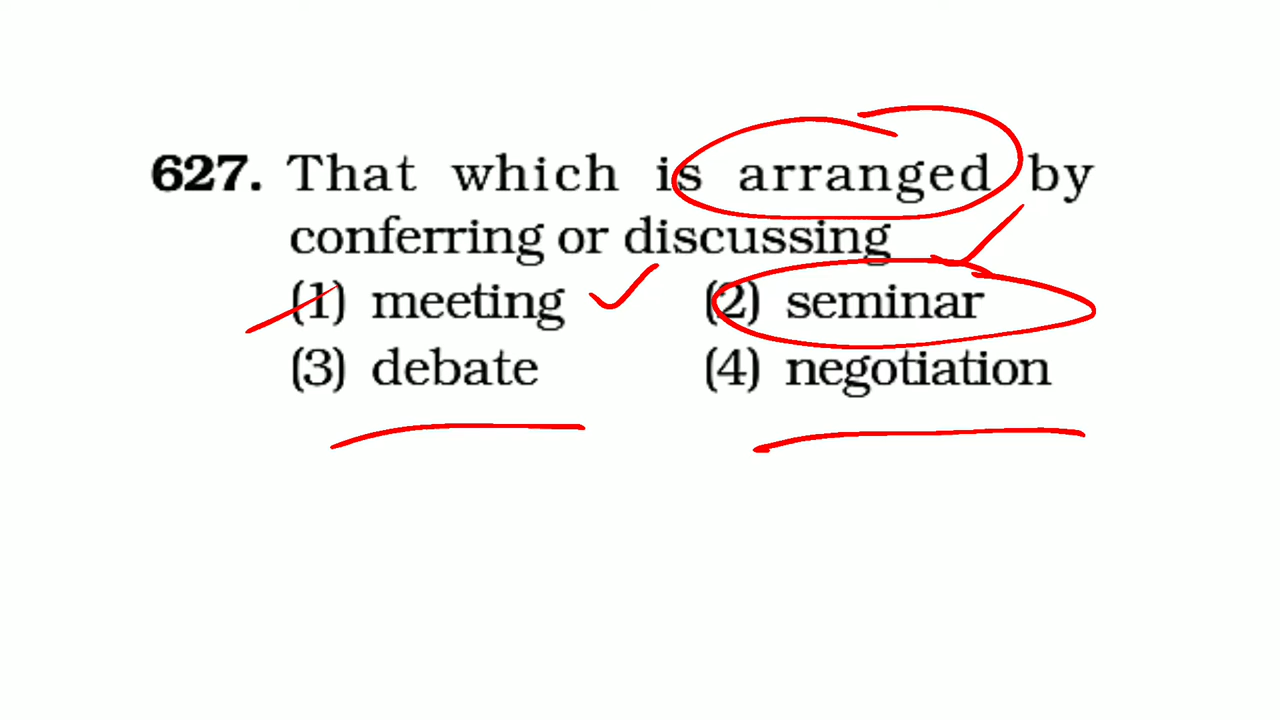 627. That which is arranged by
conferring or discussing
(1) meeting (2) seminar
(3) debate (4) negotiation